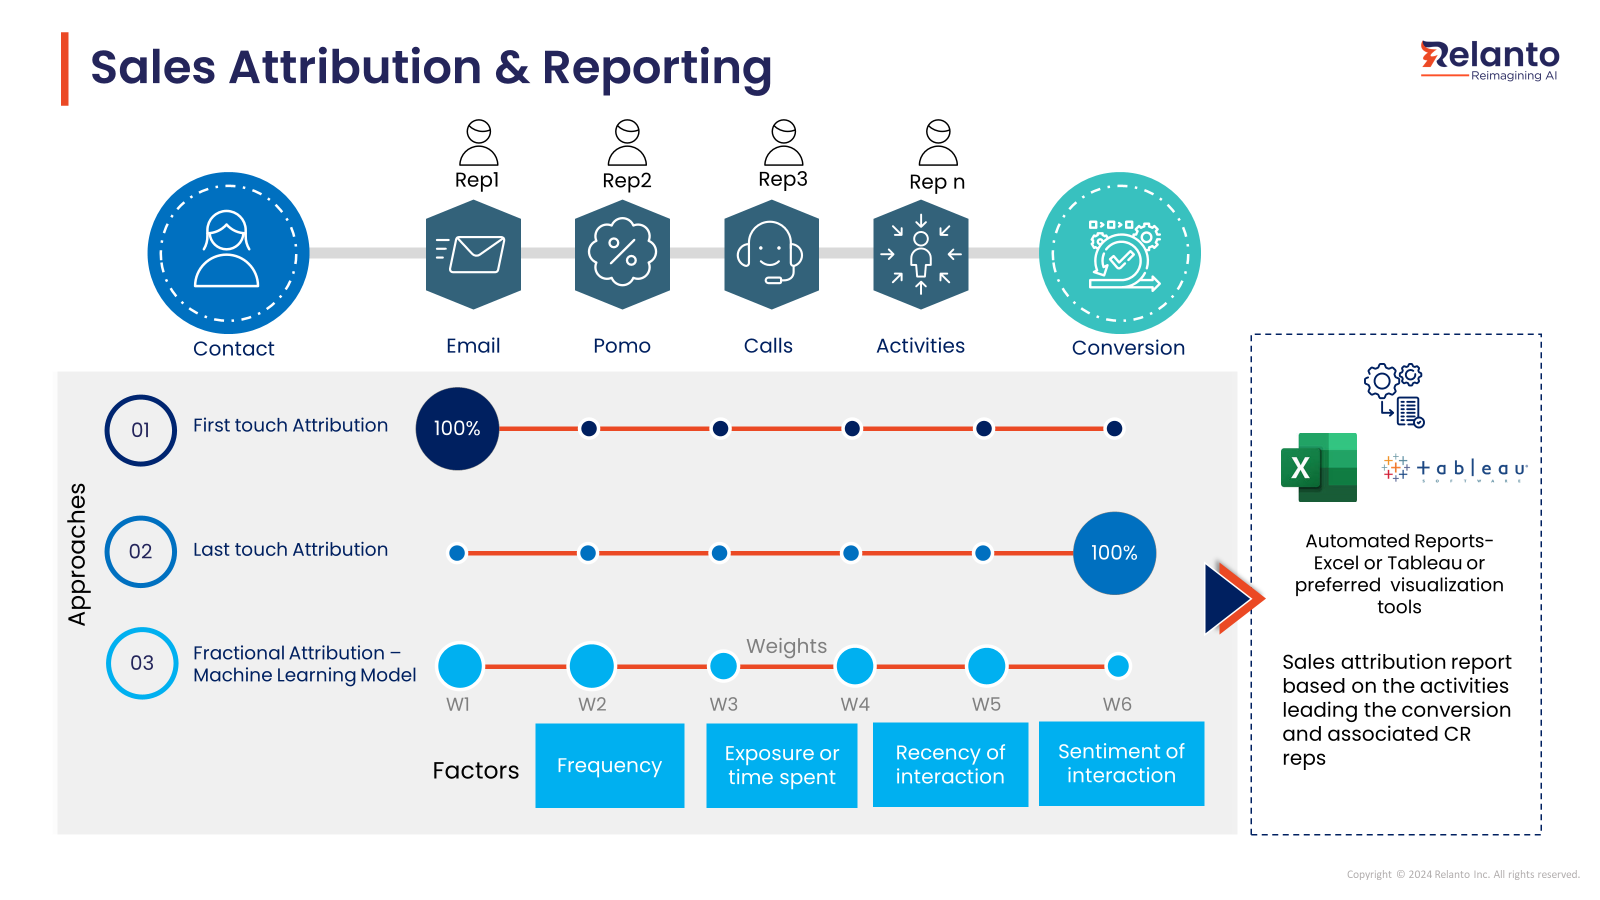 Sales Attribution & Reporting
Relanto
Reimagining AI
Rep1
Rep2
Rep3
Rep n
Contact
Email
Pomo
Calls
Activities
Conversion
Approaches
01
First touch Attribution
100%
02
Last touch Attribution
100%
03
Fractional Attribution –
Machine Learning Model
Weights
W1
W2
W3
W4
W5
W6
Factors
Frequency
Exposure or
time spent
Recency of
interaction
Sentiment of
interaction
X
+ableau
SOFTWARE
Automated Reports-
Excel or Tableau or
preferred visualization
tools
Sales attribution report
based on the activities
leading the conversion
and associated CR
reps
Copyright © 2024 Relanto Inc. All rights reserved.